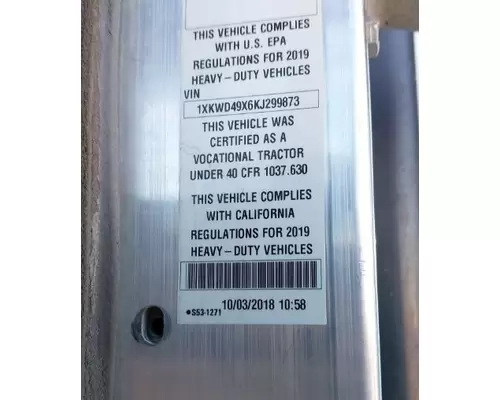 THIS VEHICLE COMPLIES
WITH U.S. EPA
REGULATIONS FOR 2019
HEAVY-DUTY VEHICLES
VIN
1XKWD49X6KJ299873
THIS VEHICLE WAS
CERTIFIED AS A
VOCATIONAL TRACTOR
UNDER 40 CFR 1037.630
THIS VEHICLE COMPLIES
WITH CALIFORNIA
REGULATIONS FOR 2019
HEAVY-DUTY VEHICLES
*S53-1271 10/03/2018 10:58